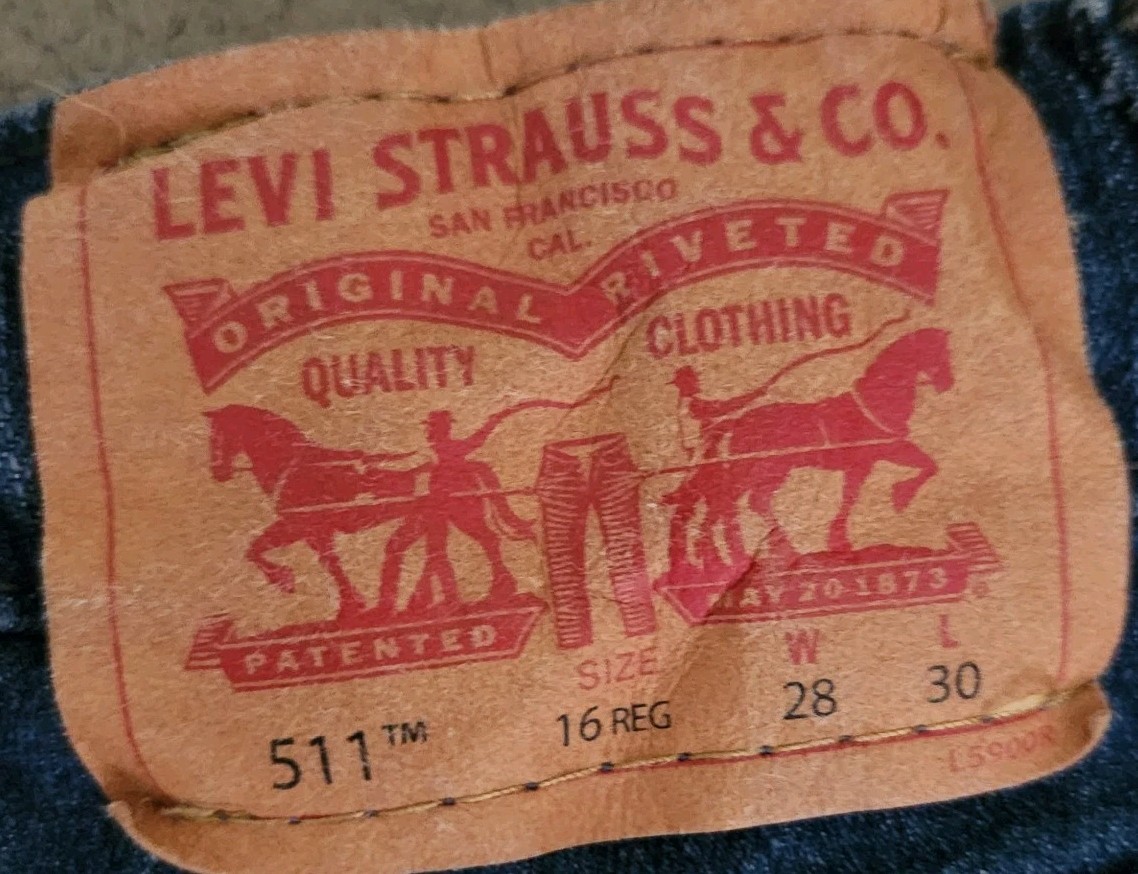 LEVI STRAUSS & CO.
SAN FRANCISCO
CAL.
ORIGINAL RIVETED
QUALITY CLOTHING
PATENTED MAY 20 1873 ®
SIZE W L
511™ 16 REG 28 30